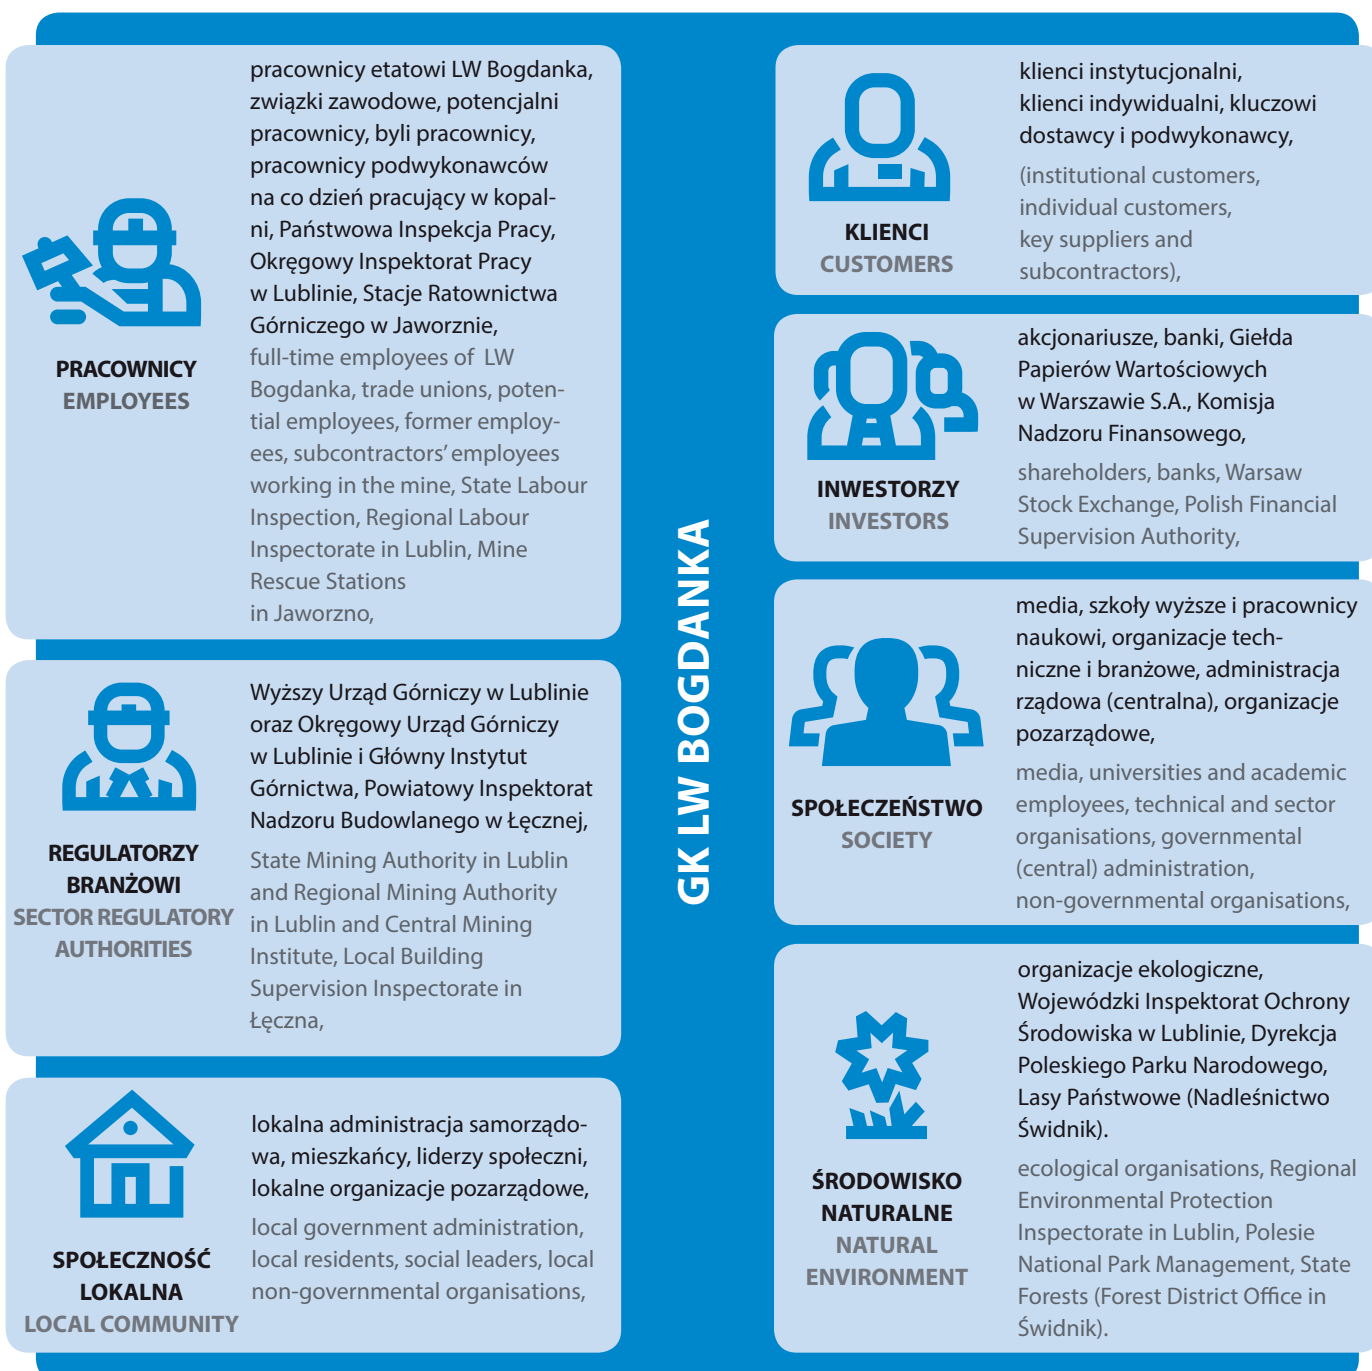 pracownicy etatowi LW Bogdanka,
związki zawodowe, potencjalni
pracownicy, byli pracownicy,
pracownicy podwykonawców
na co dzień pracujący w kopal-
ni, Państwowa Inspekcja Pracy,
Okręgowy Inspektorat Pracy
w Lublinie, Stacje Ratownictwa
Górniczego w Jaworznie,
full-time employees of LW
Bogdanka, trade unions, poten-
tial employees, former employ-
ees, subcontractors’ employees
working in the mine, State Labour
Inspection, Regional Labour
Inspectorate in Lublin, Mine
Rescue Stations
in Jaworzno,
PRACOWNICY
EMPLOYEES
Wyższy Urząd Górniczy w Lublinie
oraz Okręgowy Urząd Górniczy
w Lublinie i Główny Instytut
Górnictwa, Powiatowy Inspektorat
Nadzoru Budowlanego w Łęcznej,
State Mining Authority in Lublin
and Regional Mining Authority
in Lublin and Central Mining
Institute, Local Building
Supervision Inspectorate in
Łęczna,
REGULATORZY
BRANŻOWI
SECTOR REGULATORY
AUTHORITIES
lokalna administracja samorządo-
wa, mieszkańcy, liderzy społeczni,
lokalne organizacje pozarządowe,
local government administration,
local residents, social leaders, local
non-governmental organisations,
SPOŁECZNOŚĆ
LOKALNA
LOCAL COMMUNITY
GK LW BOGDANKA
klienci instytucjonalni,
klienci indywidualni, kluczowi
dostawcy i podwykonawcy,
(institutional customers,
individual customers,
key suppliers and
subcontractors),
KLIENCI
CUSTOMERS
akcjonariusze, banki, Giełda
Papierów Wartościowych
w Warszawie S.A., Komisja
Nadzoru Finansowego,
shareholders, banks, Warsaw
Stock Exchange, Polish Financial
Supervision Authority,
INWESTORZY
INVESTORS
media, szkoły wyższe i pracownicy
naukowi, organizacje tech-
niczne i branżowe, administracja
rządowa (centralna), organizacje
pozarządowe,
media, universities and academic
employees, technical and sector
organisations, governmental
(central) administration,
non-governmental organisations,
SPOŁECZEŃSTWO
SOCIETY
organizacje ekologiczne,
Wojewódzki Inspektorat Ochrony
Środowiska w Lublinie, Dyrekcja
Poleskiego Parku Narodowego,
Lasy Państwowe (Nadleśnictwo
Świdnik).
ecological organisations, Regional
Environmental Protection
Inspectorate in Lublin, Polesie
National Park Management, State
Forests (Forest District Office in
Świdnik).
ŚRODOWISKO
NATURALNE
NATURAL
ENVIRONMENT